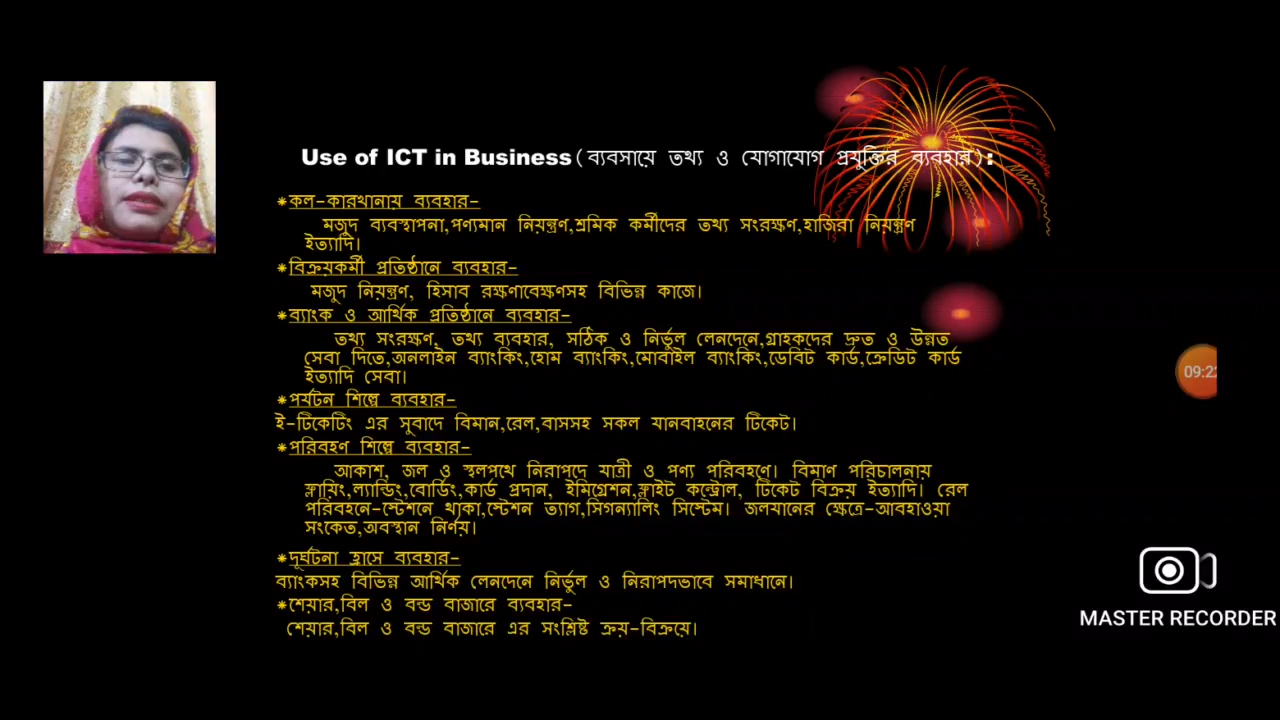 Use of ICT in Business(ব্যবসায়ে তথ্য ও যোগাযোগ প্রযুক্তির ব্যবহার):
*কল-কারখানায় ব্যবহার-
মজুদ ব্যবস্থাপনা,পণ্যমান নিয়ন্ত্রণ,শ্রমিক কর্মীদের তথ্য সংরক্ষণ,হাজিরা নিয়ন্ত্রণ
ইত্যাদি।
*বিক্রয়কর্মী প্রতিষ্ঠানে ব্যবহার-
মজুদ নিয়ন্ত্রণ, হিসাব রক্ষণাবেক্ষণসহ বিভিন্ন কাজে।
*ব্যাংক ও আর্থিক প্রতিষ্ঠানে ব্যবহার-
তথ্য সংরক্ষণ, তথ্য ব্যবহার, সঠিক ও নির্ভুল লেনদেনে,গ্রাহকদের দ্রুত ও উন্নত
সেবা দিতে,অনলাইন ব্যাংকিং,হোম ব্যাংকিং,মোবাইল ব্যাংকিং,ডেবিট কার্ড,ক্রেডিট কার্ড
ইত্যাদি সেবা।
*পর্যটন শিল্পে ব্যবহার-
ই-টিকেটিং এর সুবাদে বিমান,রেল,বাসসহ সকল যানবাহনের টিকেট।
*পরিবহণ শিল্পে ব্যবহার-
আকাশ, জল ও স্থলপথে নিরাপদে যাত্রী ও পণ্য পরিবহণে। বিমাণ পরিচালনায়
ফ্লায়িং,ল্যান্ডিং,বোর্ডিং,কার্ড প্রদান, ইমিগ্রেশন,ফ্লাইট কন্ট্রোল, টিকেট বিক্রয় ইত্যাদি। রেল
পরিবহনে-স্টেশনে থাকা,স্টেশন ত্যাগ,সিগন্যালিং সিস্টেম। জলযানের ক্ষেত্রে-আবহাওয়া
সংকেত,অবস্থান নির্ণয়।
*দূর্ঘটনা হ্রাসে ব্যবহার-
ব্যাংকসহ বিভিন্ন আর্থিক লেনদেনে নির্ভুল ও নিরাপদভাবে সমাধানে।
*শেয়ার,বিল ও বন্ড বাজারে ব্যবহার-
শেয়ার,বিল ও বন্ড বাজারে এর সংশ্লিষ্ট ক্রয়-বিক্রয়ে।
09:22
MASTER RECORDER